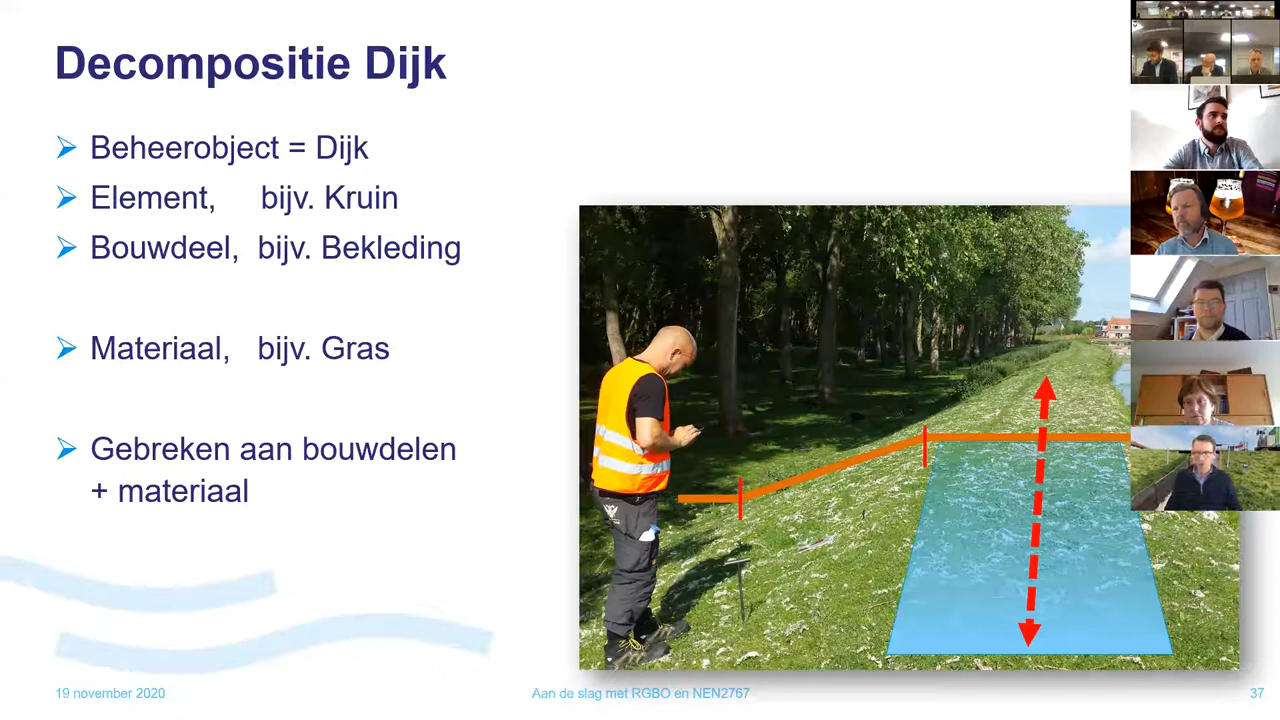 Decompositie Dijk
Beheerobject = Dijk
Element, bijv. Kruin
Bouwdeel, bijv. Bekleding
Materiaal, bijv. Gras
Gebreken aan bouwdelen
+ materiaal
19 november 2020
Aan de slag met RGBO en NEN2767
37